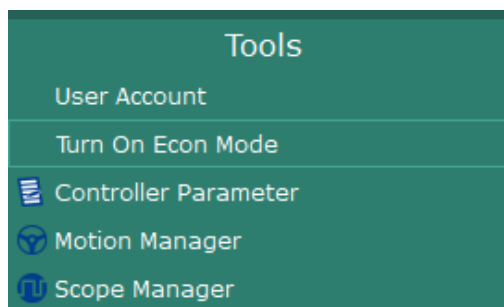 Tools
User Account
Turn On Econ Mode
Controller Parameter
Motion Manager
Scope Manager